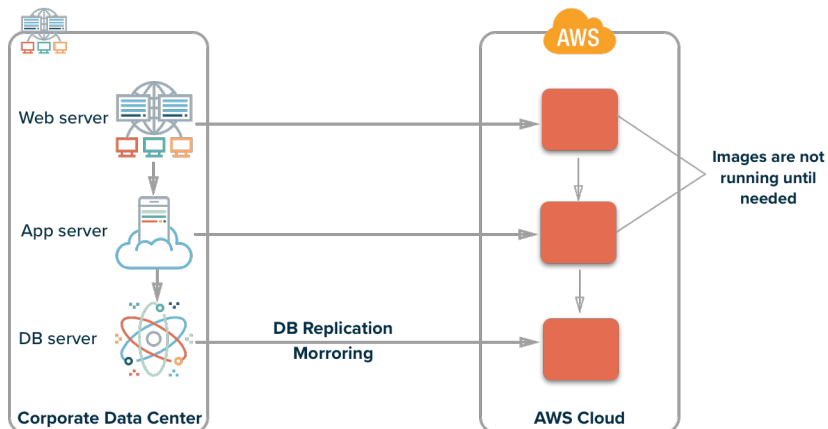 AWS
Web server
App server
DB server
DB Replication
Morroring
Images are not
running until
needed
Corporate Data Center
AWS Cloud